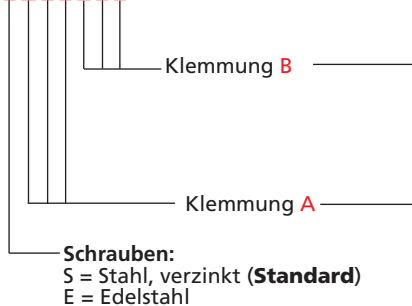 Klemmung B
Klemmung A
Schrauben:
S = Stahl, verzinkt (Standard)
E = Edelstahl